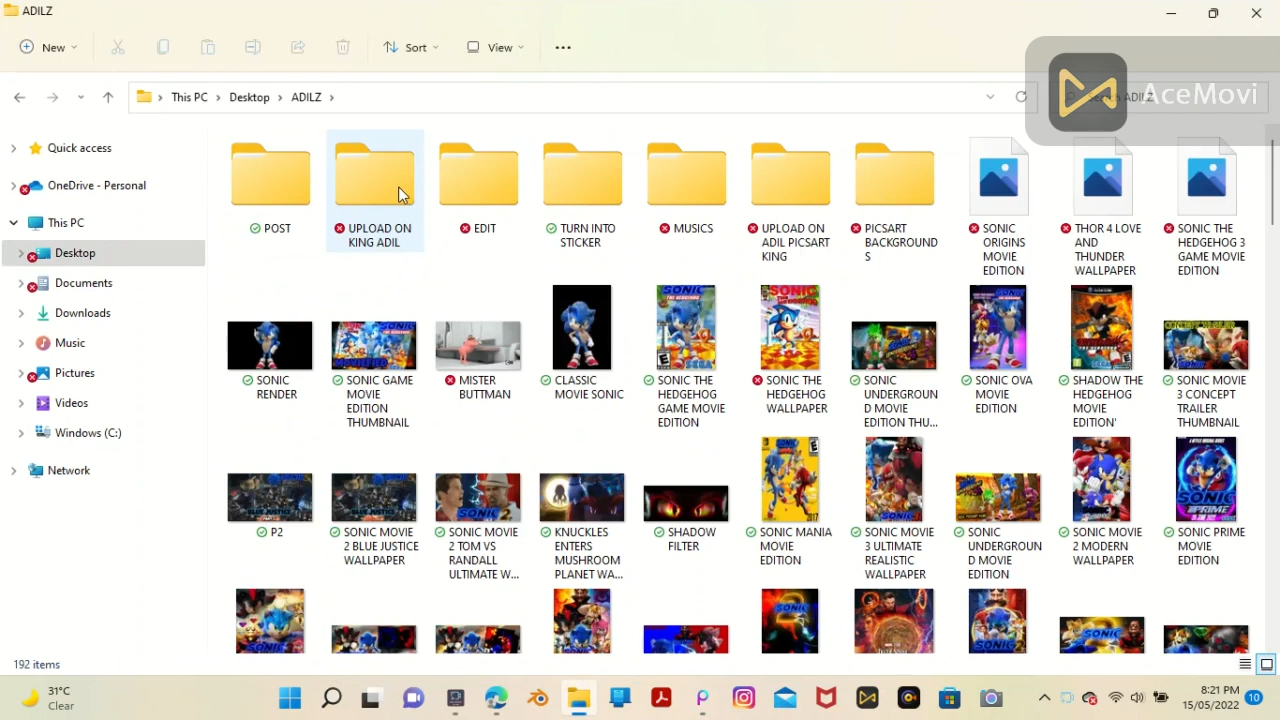 ADILZ
New
Sort
View
AceMovi
This PC
Desktop
ADILZ
Quick access
OneDrive - Personal
This PC
Desktop
Documents
Downloads
Music
Pictures
Videos
Windows (C:)
Network
POST
UPLOAD ON
KING ADIL
EDIT
TURN INTO
STICKER
MUSICS
UPLOAD ON
ADIL PICSART
KING
PICSART
BACKGROUND
S
SONIC
ORIGINS
MOVIE
EDITION
THOR 4 LOVE
AND
THUNDER
WALLPAPER
SONIC THE
HEDGEHOG 3
GAME MOVIE
EDITION
SONIC
RENDER
SONIC GAME
MOVIE
EDITION
THUMBNAIL
MISTER
BUTTMAN
CLASSIC
MOVIE SONIC
SONIC THE
HEDGEHOG
GAME MOVIE
EDITION
SONIC THE
HEDGEHOG
WALLPAPER
SONIC
UNDERGROUN
D MOVIE
EDITION THU...
SONIC OVA
MOVIE
EDITION
SHADOW THE
HEDGEHOG
MOVIE
EDITION'
SONIC MOVIE
3 CONCEPT
TRAILER
THUMBNAIL
P2
SONIC MOVIE
2 BLUE JUSTICE
WALLPAPER
SONIC MOVIE
2 TOM VS
RANDALL
ULTIMATE W...
KNUCKLES
ENTERS
MUSHROOM
PLANET WA...
SHADOW
FILTER
SONIC MANIA
MOVIE
EDITION
SONIC MOVIE
3 ULTIMATE
REALISTIC
WALLPAPER
SONIC
UNDERGROUN
D MOVIE
EDITION
SONIC MOVIE
2 MODERN
WALLPAPER
SONIC PRIME
MOVIE
EDITION
192 items
31°C
Clear
8:21 PM
15/05/2022
10